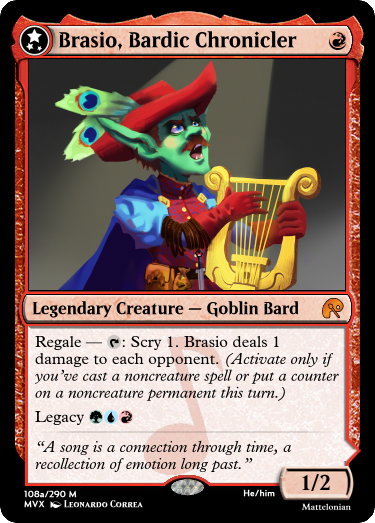 Brasio, Bardic Chronicler
Legendary Creature — Goblin Bard
Regale — : Scry 1. Brasio deals 1
damage to each opponent. (Activate only if
you’ve cast a noncreature spell or put a counter
on a noncreature permanent this turn.)
Legacy
“A song is a connection through time, a
recollection of emotion long past.”
1/2
108a/290 M
He/him
MVX Leonardo Correa
Mattelonian